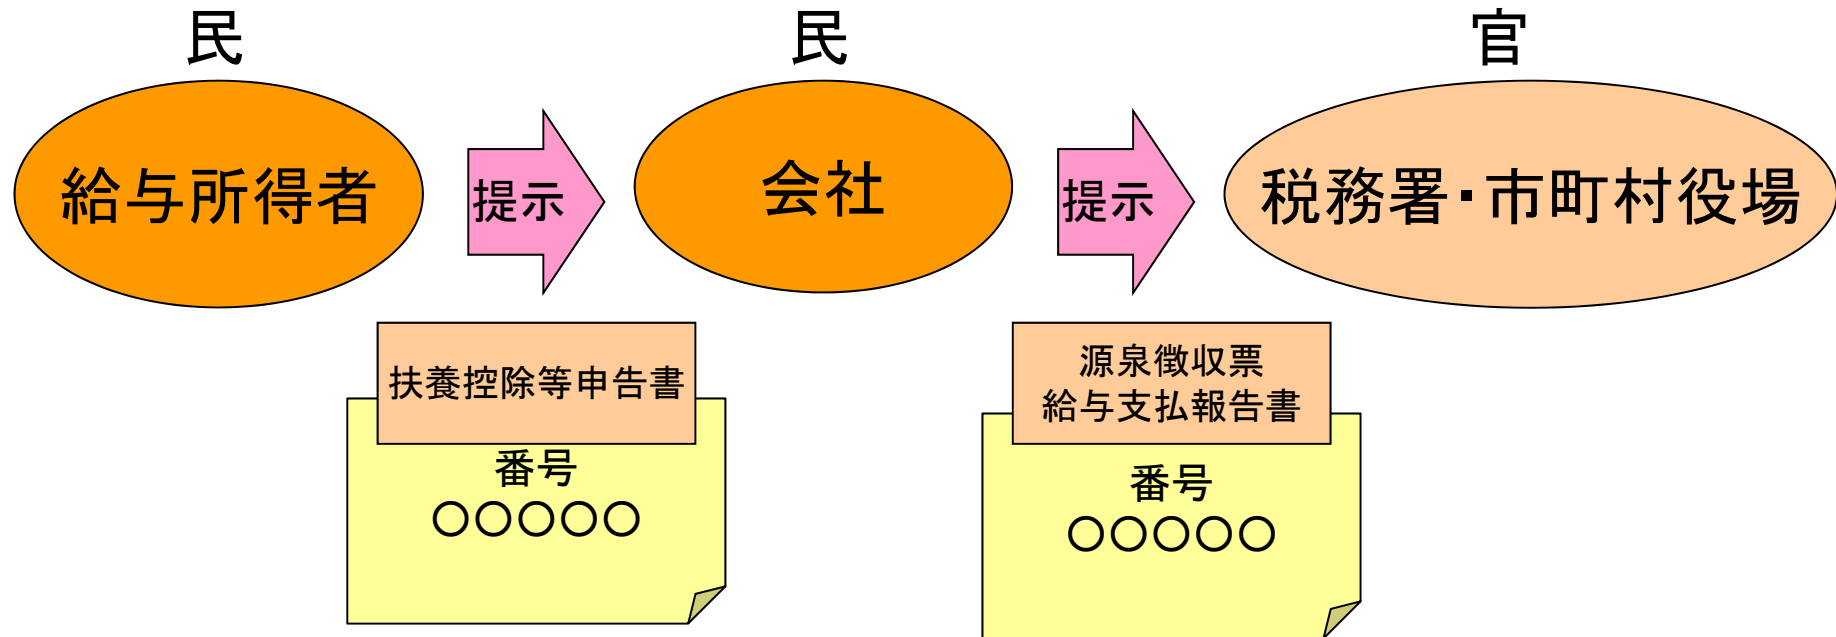 民
民
官
給与所得者
提示
会社
提示
税務署・市町村役場
扶養控除等申告書
番号
○○○○○
源泉徴収票
給与支払報告書
番号
○○○○○